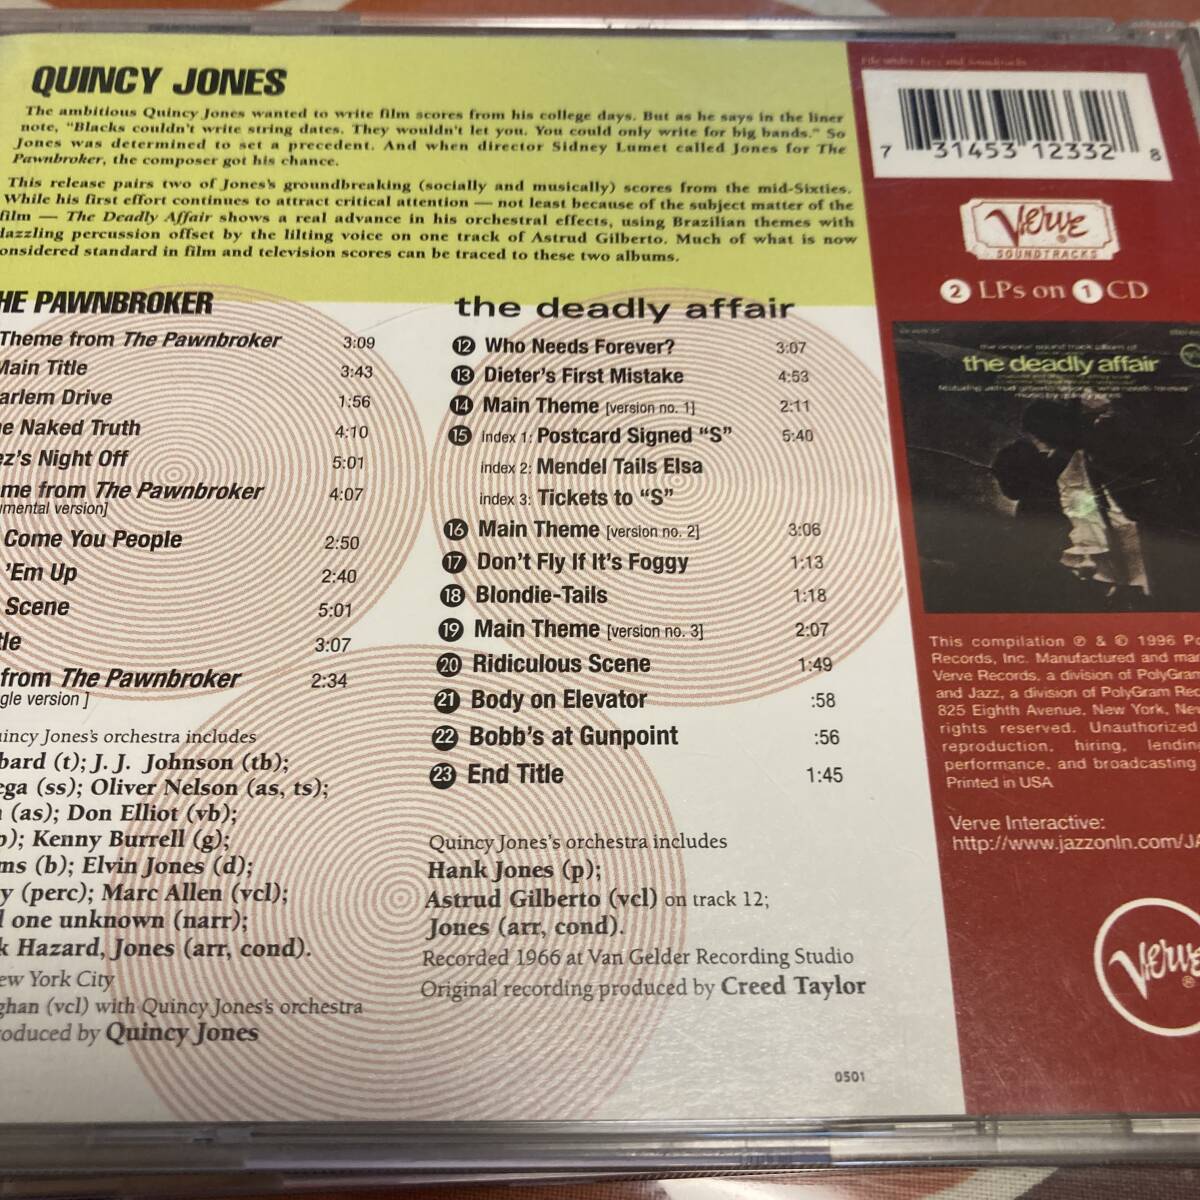 QUINCY JONES
The ambitious Quincy Jones wanted to write film scores from his college days. But as he says in the liner
note, "Blacks couldn't write string dates. They wouldn't let you. You could only write for big bands." So
Jones was determined to set a precedent. And when director Sidney Lumet called Jones for The
Pawnbroker, the composer got his chance.
This release pairs two of Jones's groundbreaking (socially and musically) scores from the mid-Sixties.
While his first effort continues to attract critical attention — not least because of the subject matter of the
film — The Deadly Affair shows a real advance in his orchestral effects, using Brazilian themes with
dazzling percussion offset by the lilting voice on one track of Astrud Gilberto. Much of what is now
onsidered standard in film and television scores can be traced to these two albums.
HE PAWNBROKER
Theme from The Pawnbroker 3:09
Main Title 3:43
arlem Drive 1:56
e Naked Truth 4:10
ez's Night Off 5:01
me from The Pawnbroker 4:07
umental version]
Come You People 2:50
'Em Up 2:40
Scene 5:01
tle 3:07
from The Pawnbroker 2:34
gle version ]
uincy Jones's orchestra includes
bard (t); J. J. Johnson (tb);
ega (ss); Oliver Nelson (as, ts);
(as); Don Elliot (vb);
p); Kenny Burrell (g);
ms (b); Elvin Jones (d);
y (perc); Marc Allen (vcl);
d one unknown (narr);
k Hazard, Jones (arr, cond).
ew York City
ghan (vcl) with Quincy Jones's orchestra
roduced by Quincy Jones
the deadly affair
12 Who Needs Forever? 3:07
13 Dieter's First Mistake 4:53
14 Main Theme [version no. 1] 2:11
15 index 1: Postcard Signed "S" 5:40
index 2: Mendel Tails Elsa
index 3: Tickets to "S"
16 Main Theme [version no. 2] 3:06
17 Don't Fly If It's Foggy 1:13
18 Blondie-Tails 1:18
19 Main Theme [version no. 3] 2:07
20 Ridiculous Scene 1:49
21 Body on Elevator :58
22 Bobb's at Gunpoint :56
23 End Title 1:45
Quincy Jones's orchestra includes
Hank Jones (p);
Astrud Gilberto (vcl) on track 12;
Jones (arr, cond).
Recorded 1966 at Van Gelder Recording Studio
Original recording produced by Creed Taylor
0501
File under: Jazz and Soundtracks
7 31453 12332 8
Verve ®
SOUNDTRACKS
2 LPs on 1 CD
the original sound track album of
the deadly affair
music by quincy jones
This compilation ℗ & © 1996 Po
Records, Inc. Manufactured and mar
Verve Records, a division of PolyGram
and Jazz, a division of PolyGram Rec
825 Eighth Avenue, New York, New
rights reserved. Unauthorized
reproduction, hiring, lendin
performance, and broadcasting
Printed in USA
Verve Interactive:
http://www.jazzonln.com/JA
Verve ®